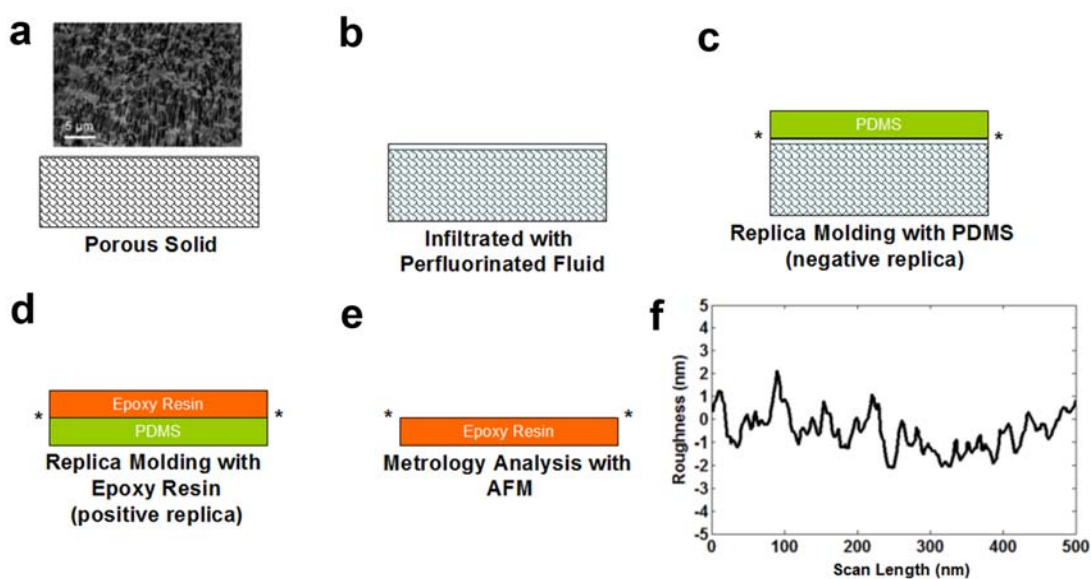 a
5 µm
Porous Solid
b
Infiltrated with
Perfluorinated Fluid
c
PDMS
* *
Replica Molding with PDMS
(negative replica)
d
Epoxy Resin
* *
PDMS
Replica Molding with
Epoxy Resin
(positive replica)
e
* *
Epoxy Resin
Metrology Analysis with
AFM
f
Roughness (nm)
5
4
3
2
1
0
-1
-2
-3
-4
-5
0 100 200 300 400 500
Scan Length (nm)